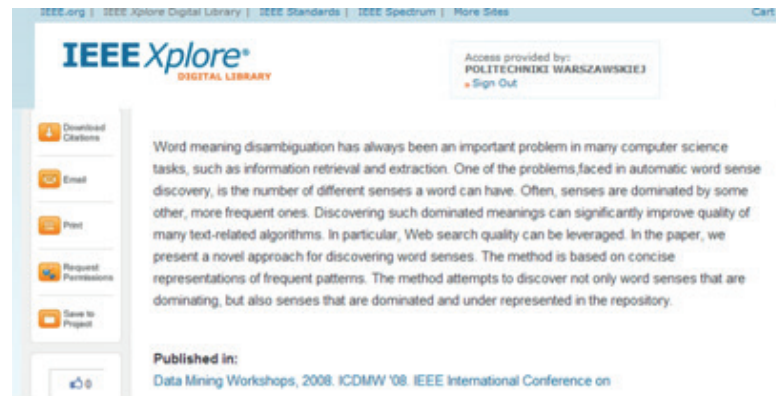 IEEE.org | IEEE Xplore Digital Library | IEEE Standards | IEEE Spectrum | More Sites
Cart
IEEE Xplore®
DIGITAL LIBRARY
Access provided by:
POLITECHNIKI WARSZAWSKIEJ
Sign Out
Download
Citations
Email
Print
Request
Permissions
Save to
Project
0
Word meaning disambiguation has always been an important problem in many computer science
tasks, such as information retrieval and extraction. One of the problems,faced in automatic word sense
discovery, is the number of different senses a word can have. Often, senses are dominated by some
other, more frequent ones. Discovering such dominated meanings can significantly improve quality of
many text-related algorithms. In particular, Web search quality can be leveraged. In the paper, we
present a novel approach for discovering word senses. The method is based on concise
representations of frequent patterns. The method attempts to discover not only word senses that are
dominating, but also senses that are dominated and under represented in the repository.
Published in:
Data Mining Workshops, 2008. ICDMW '08. IEEE International Conference on